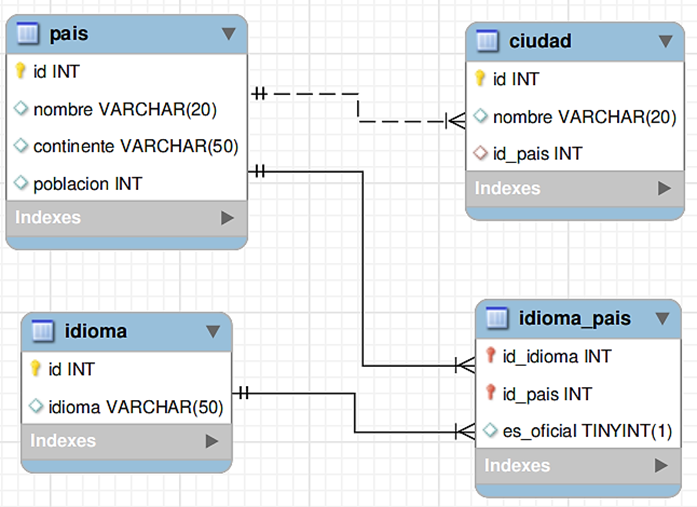 pais
id INT
nombre VARCHAR(20)
continente VARCHAR(50)
poblacion INT
Indexes
ciudad
id INT
nombre VARCHAR(20)
id_pais INT
Indexes
idioma
id INT
idioma VARCHAR(50)
Indexes
idioma_pais
id_idioma INT
id_pais INT
es_oficial TINYINT(1)
Indexes